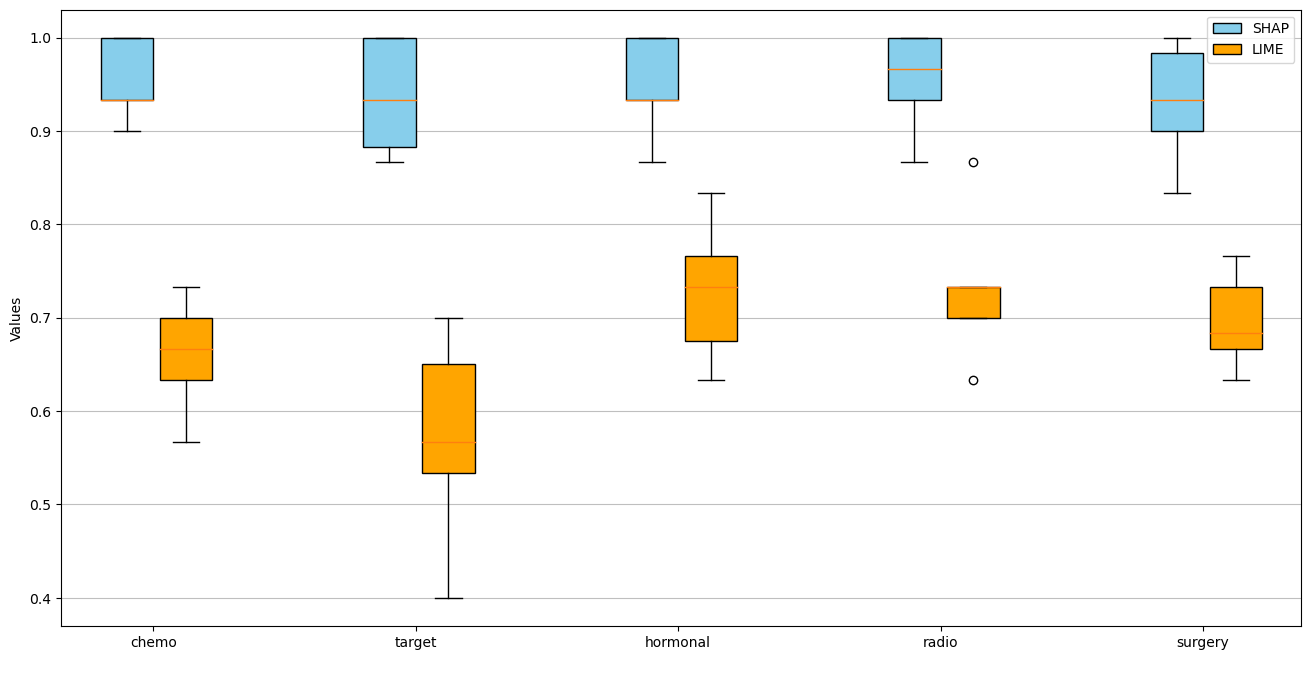 SHAP
LIME
Values
1.0
0.9
0.8
0.7
0.6
0.5
0.4
chemo
target
hormonal
radio
surgery